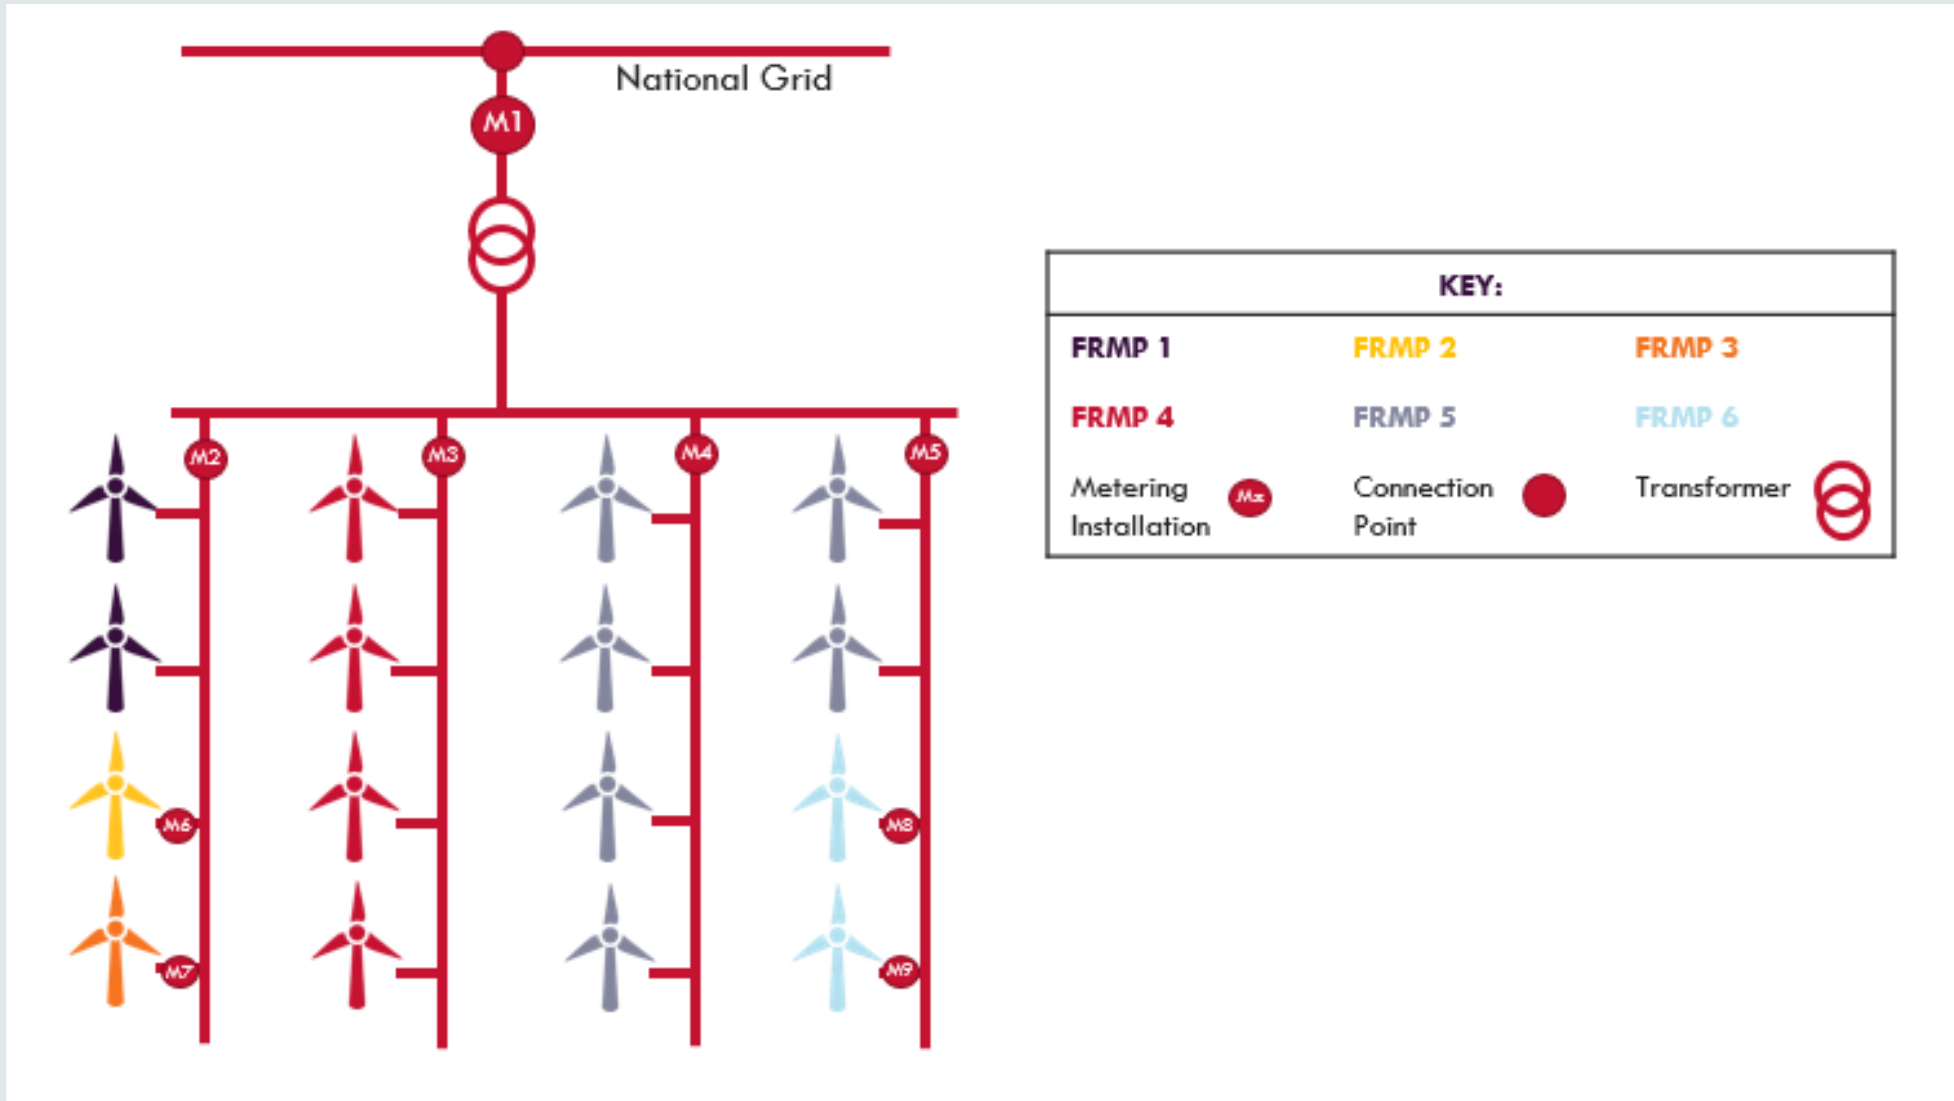 National Grid
M1
KEY:
FRMP 1 FRMP 2 FRMP 3
FRMP 4 FRMP 5 FRMP 6
Metering Installation
Mx
Connection Point
Transformer
M2 M3 M4 M5
M6 M8
M7 M9